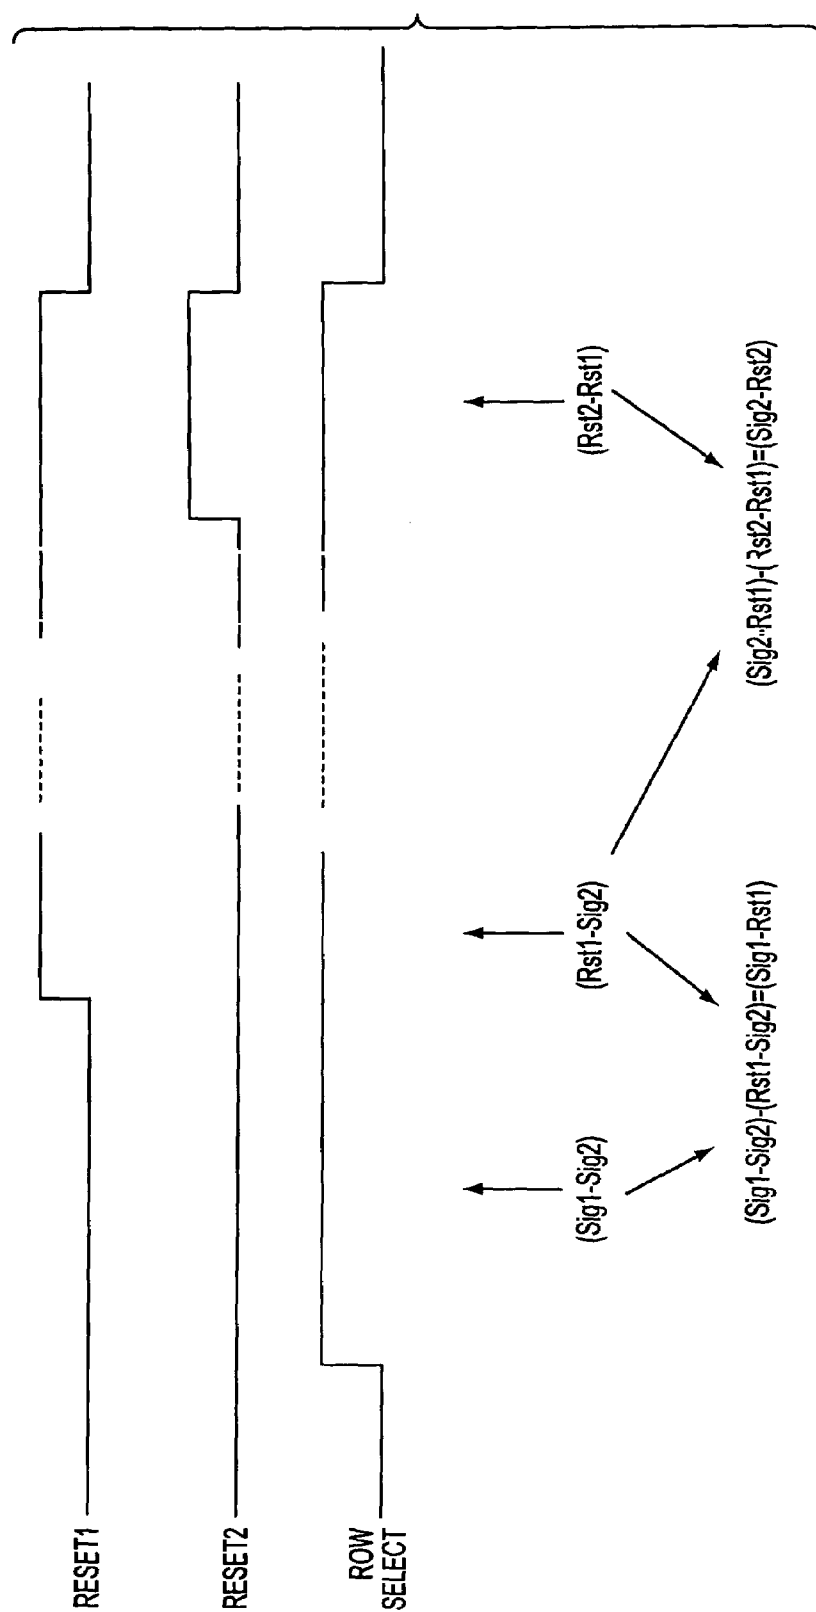 RESET1
RESET2
ROW
SELECT
(Sig1-Sig2)
(Rst1-Sig2)
(Rst2-Rst1)
(Sig1-Sig2)-(Rst1-Sig2)=(Sig1-Rst1)
(Sig2-Rst1)-(Rst2-Rst1)=(Sig2-Rst2)